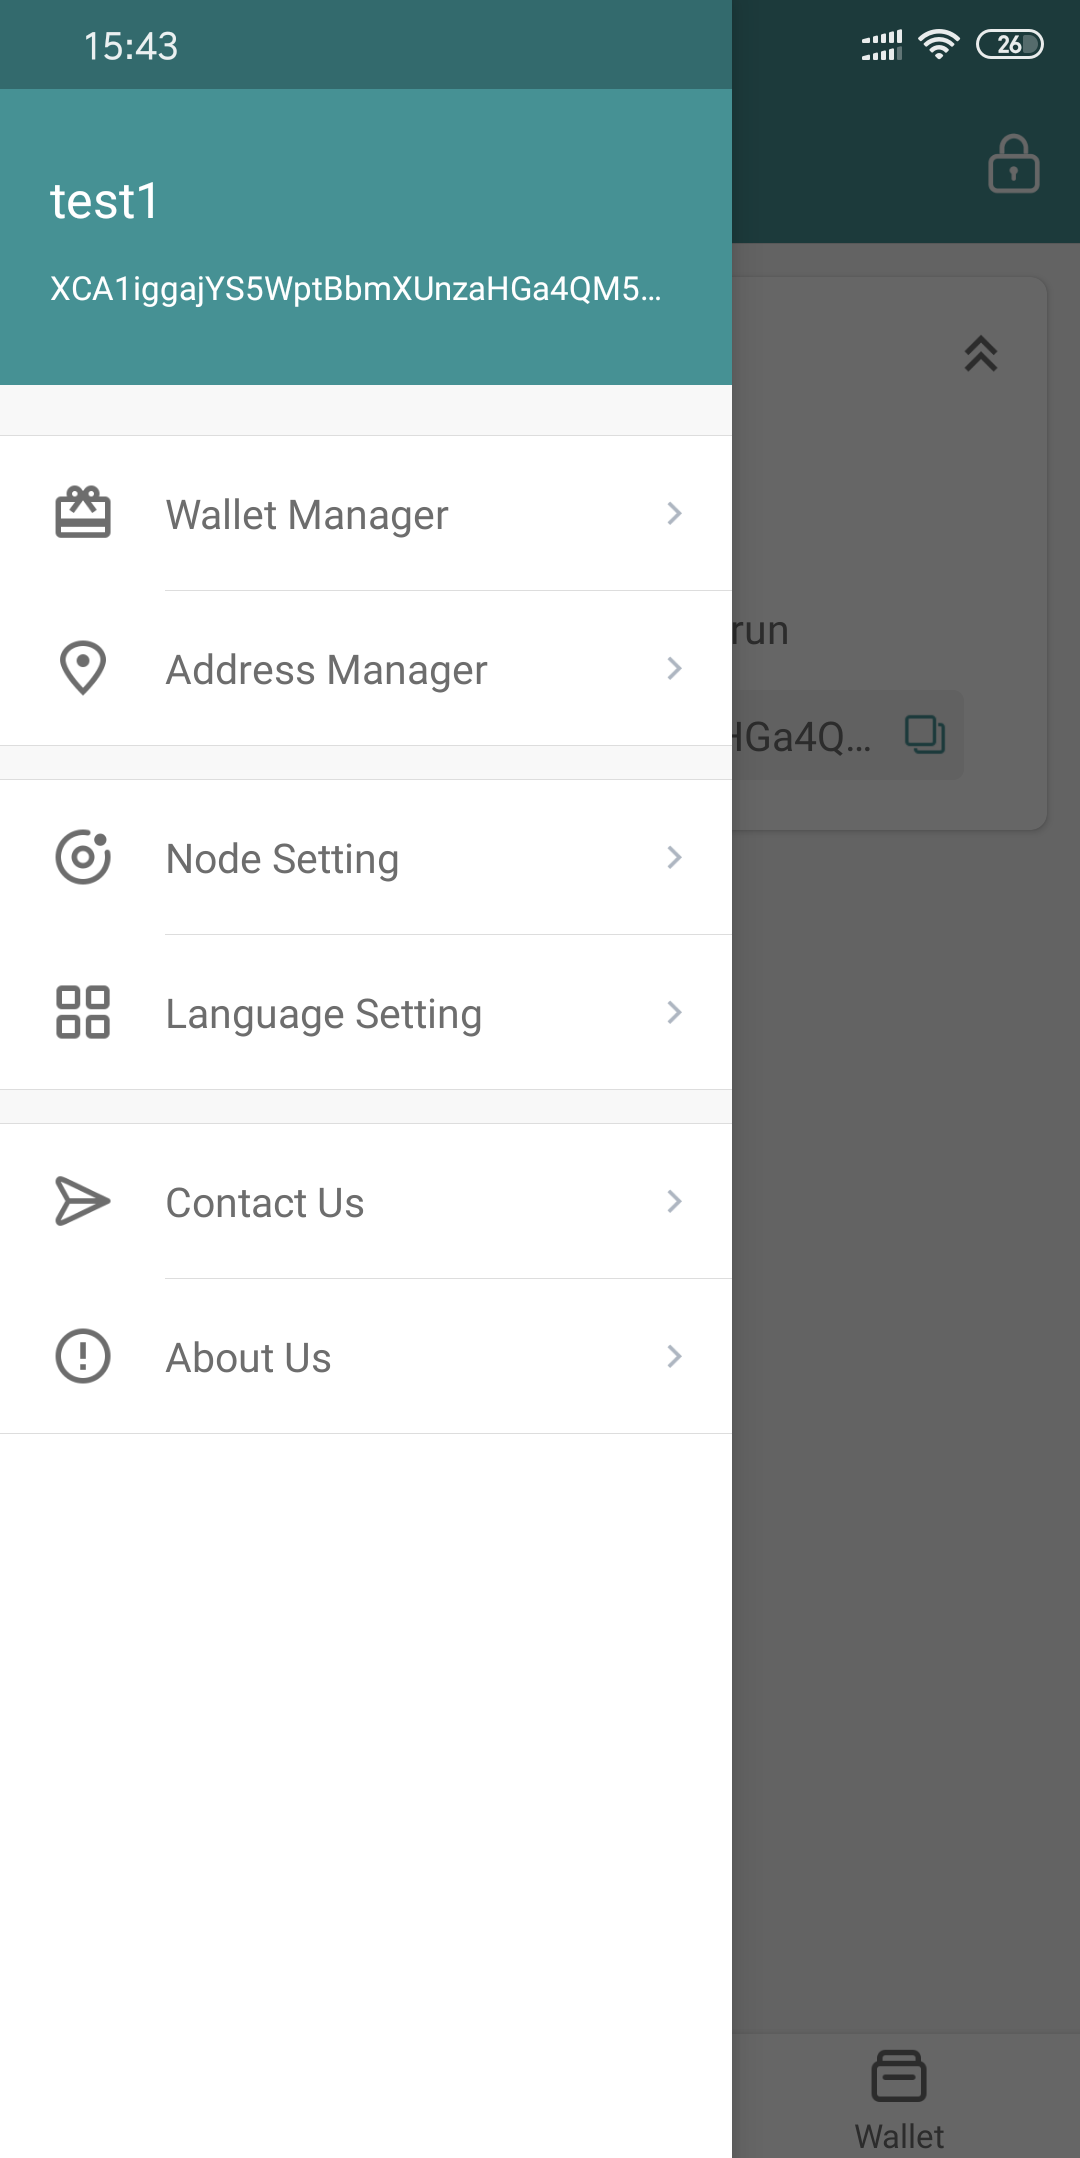 15:43
26
test1
XCA1iggajYS5WptBbmXUnzaHGa4QM5...
Wallet Manager
Address Manager
run
HGa4Q...
Node Setting
Language Setting
Contact Us
About Us
Wallet